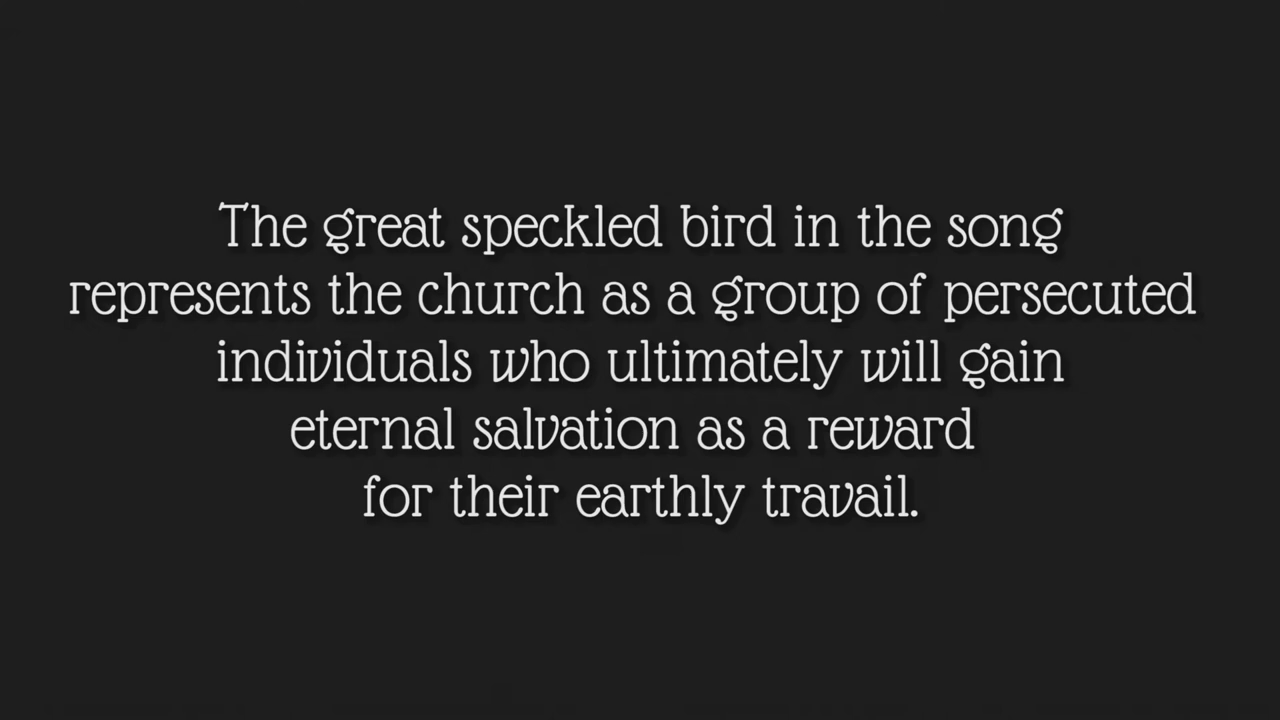 The great speckled bird in the song
represents the church as a group of persecuted
individuals who ultimately will gain
eternal salvation as a reward
for their earthly travail.